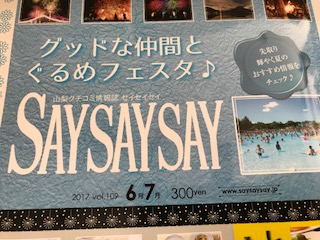 グッドな仲間と
ぐるめフェスタ♪
先取り
輝やく夏の
おすすめ情報を
チェック♪
山梨クチコミ情報誌 セイセイセイ
SAYSAYSAY
2017 vol.109 6月7月 300yen
www.saysaysay.jp